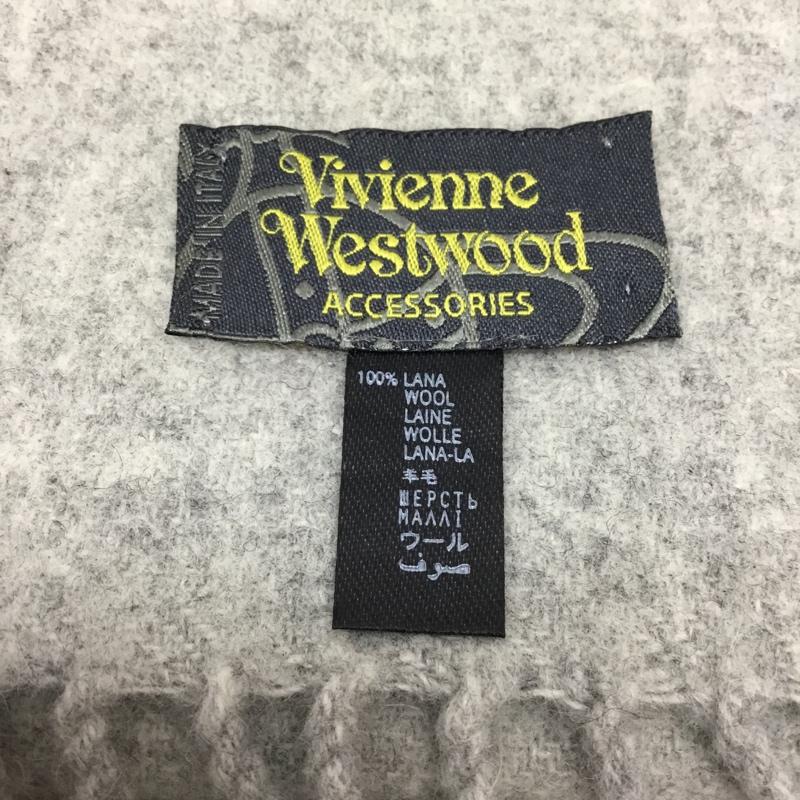 MADE IN ITALY
Vivienne
Westwood
ACCESSORIES
100% LANA
WOOL
LAINE
WOLLE
LANA-LA
羊毛
ШЕРСТЬ
ΜΑΛΛΙ
ウール
صوف